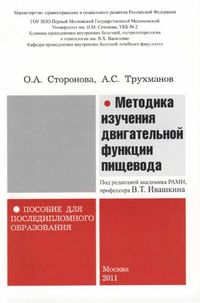 Министерство здравоохранения и социального развития Российской Федерации
ГОУ ВПО Первый Московский Государственный Медицинский
Университет им. И.М. Сеченова, УКБ № 2
Клиника пропедевтики внутренних болезней, гастроэнтерологии
и гепатологии им. В.Х. Василенко
Кафедра пропедевтики внутренних болезней лечебного факультета
О.А. Сторонова, А.С. Трухманов
• Методика
изучения
двигательной
функции
пищевода
Под редакцией академика РАМН,
профессора В.Т. Ивашкина
• ПОСОБИЕ ДЛЯ
ПОСЛЕДИПЛОМНОГО
ОБРАЗОВАНИЯ
Москва
2011